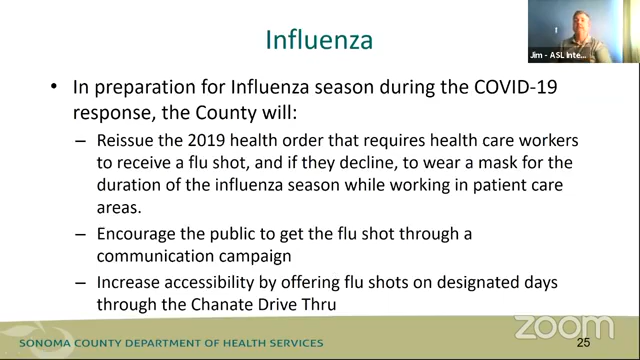 Influenza
Jim - ASL Inte...
• In preparation for Influenza season during the COVID-19
response, the County will:
– Reissue the 2019 health order that requires health care workers
to receive a flu shot, and if they decline, to wear a mask for the
duration of the influenza season while working in patient care
areas.
– Encourage the public to get the flu shot through a
communication campaign
– Increase accessibility by offering flu shots on designated days
through the Chanate Drive Thru
zoom
SONOMA COUNTY DEPARTMENT OF HEALTH SERVICES
25